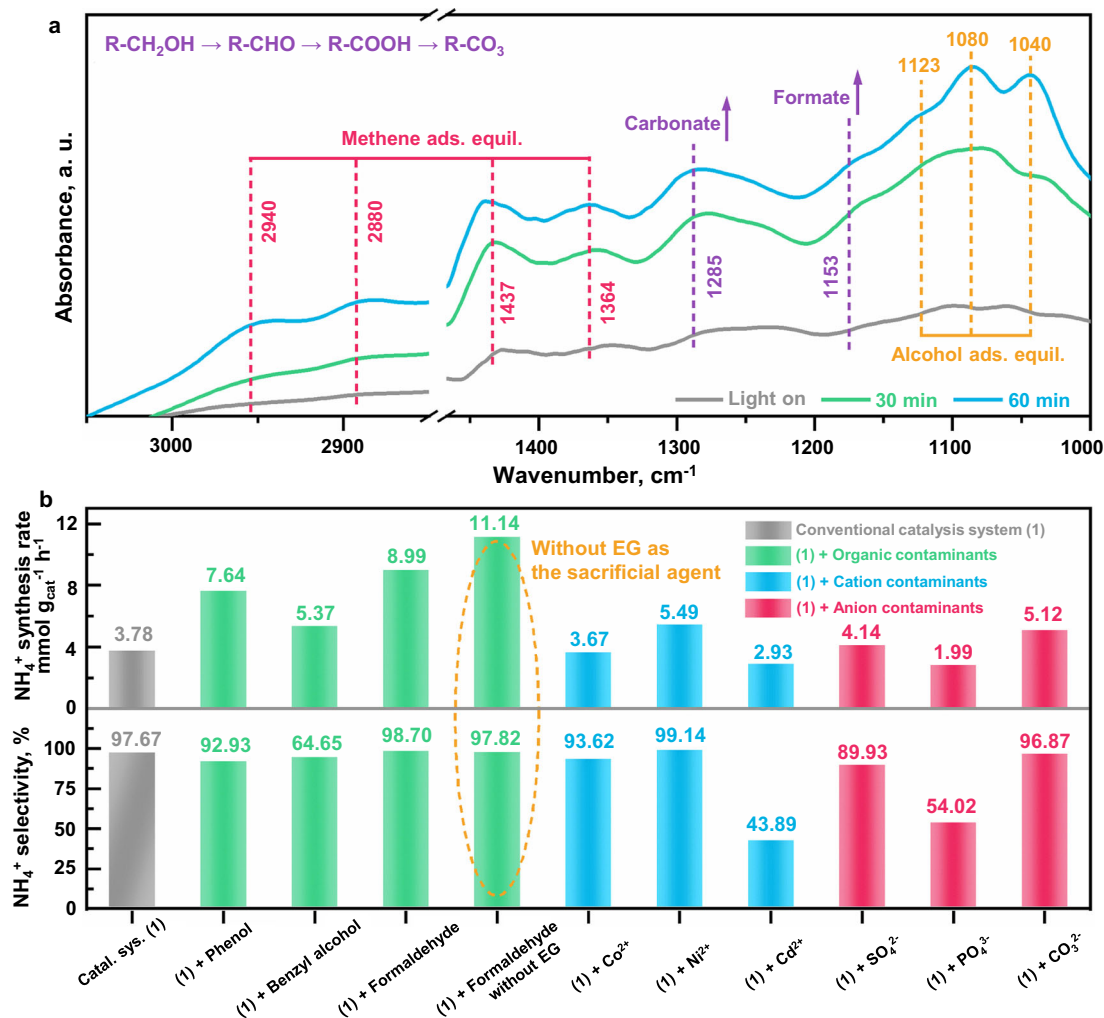 a
R-CH₂OH → R-CHO → R-COOH → R-CO₃
1080
1123
1040
Formate
Carbonate
Methene ads. equil.
2940
2880
1437
1364
1285
1153
Alcohol ads. equil.
Light on
30 min
60 min
Absorbance, a. u.
3000
2900
1400
1300
1200
1100
1000
Wavenumber, cm⁻¹
b
NH₄⁺ synthesis rate
mmol g_cat⁻¹ h⁻¹
12
8
4
0
3.78
7.64
5.37
8.99
11.14
3.67
5.49
2.93
4.14
1.99
5.12
Without EG as
the sacrificial agent
Conventional catalysis system (1)
(1) + Organic contaminants
(1) + Cation contaminants
(1) + Anion contaminants
NH₄⁺ selectivity, %
100
75
50
25
0
97.67
92.93
64.65
98.70
97.82
93.62
99.14
43.89
89.93
54.02
96.87
Catal. sys. (1)
(1) + Phenol
(1) + Benzyl alcohol
(1) + Formaldehyde
(1) + Formaldehyde
without EG
(1) + Co²⁺
(1) + Ni²⁺
(1) + Cd²⁺
(1) + SO₄²⁻
(1) + PO₄³⁻
(1) + CO₃²⁻